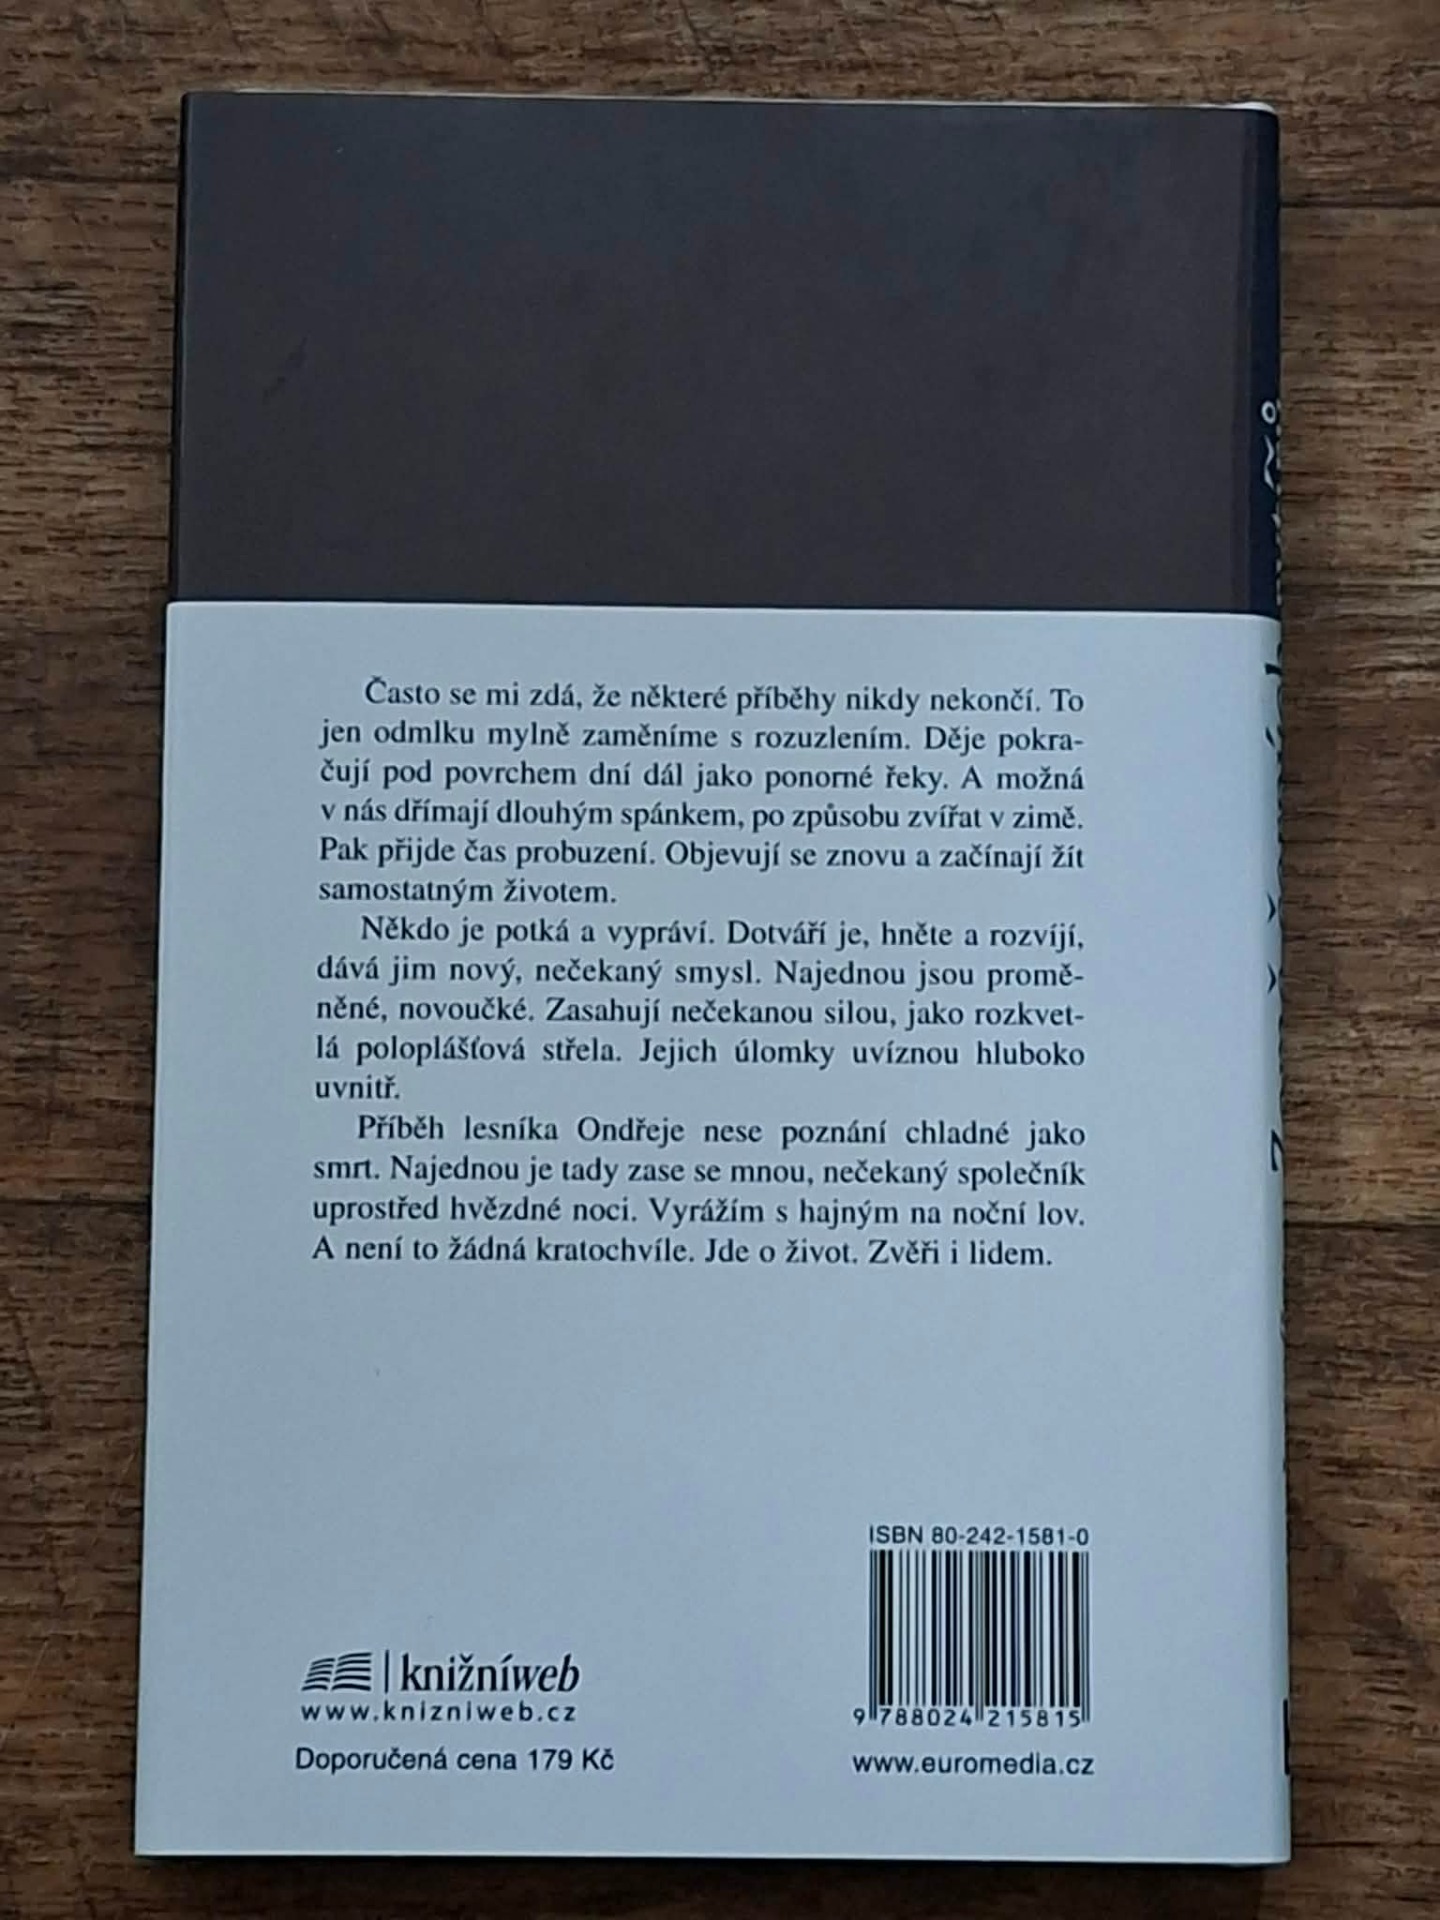 Často se mi zdá, že některé příběhy nikdy nekončí. To
jen odmlku mylně zaměníme s rozuzlením. Děje pokra-
čují pod povrchem dní dál jako ponorné řeky. A možná
v nás dřímají dlouhým spánkem, po způsobu zvířat v zimě.
Pak přijde čas probuzení. Objevují se znovu a začínají žít
samostatným životem.
Někdo je potká a vypráví. Dotváří je, hněte a rozvíjí,
dává jim nový, nečekaný smysl. Najednou jsou promě-
něné, novoučké. Zasahují nečekanou silou, jako rozkvet-
lá poloplášťová střela. Jejich úlomky uvíznou hluboko
uvnitř.
Příběh lesníka Ondřeje nese poznání chladné jako
smrt. Najednou je tady zase se mnou, nečekaný společník
uprostřed hvězdné noci. Vyrážím s hajným na noční lov.
A není to žádná kratochvíle. Jde o život. Zvěři i lidem.
ISBN 80-242-1581-0
9 788024 215815
knižníweb
www.knizniweb.cz
Doporučená cena 179 Kč
www.euromedia.cz